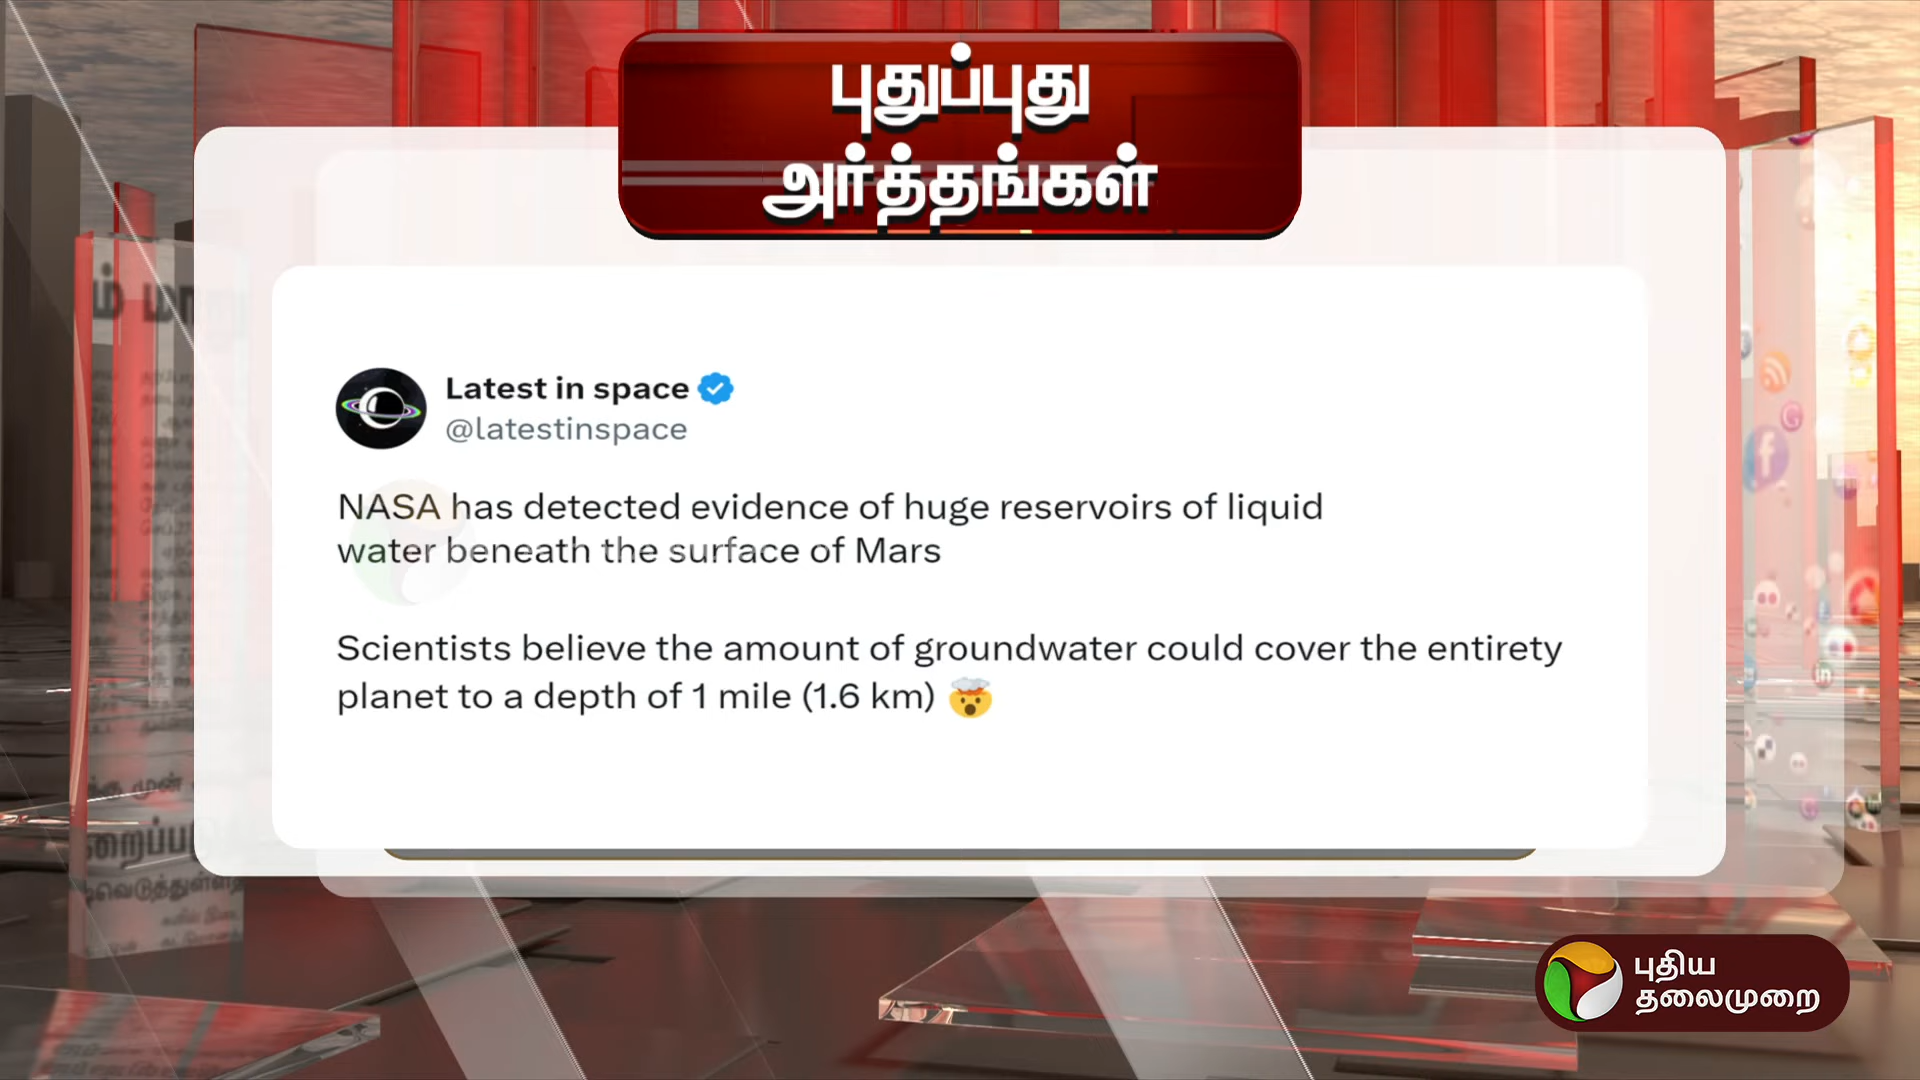 புதுப்புது
அர்த்தங்கள்
Latest in space
@latestinspace
NASA has detected evidence of huge reservoirs of liquid
water beneath the surface of Mars
Scientists believe the amount of groundwater could cover the entirety
planet to a depth of 1 mile (1.6 km) 🤯
புதிய
தலைமுறை